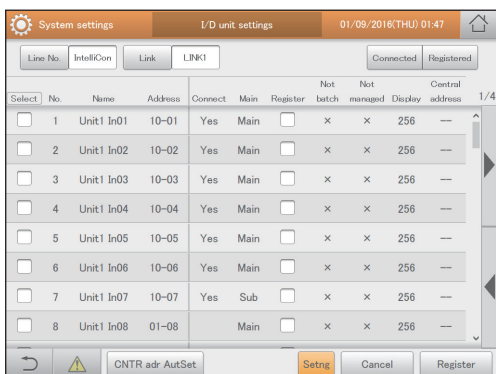 System settings I/D unit settings 01/09/2016(THU) 01:47
Line No. IntelliCon Link LINK1 Connected Registered
Select No. Name Address Connect Main Register Not batch Not managed Display Central address 1/4
1 Unit1 In01 10-01 Yes Main × × 256 --
2 Unit1 In02 10-02 Yes Main × × 256 --
3 Unit1 In03 10-03 Yes Main × × 256 --
4 Unit1 In04 10-04 Yes Main × × 256 --
5 Unit1 In05 10-05 Yes Main × × 256 --
6 Unit1 In06 10-06 Yes Main × × 256 --
7 Unit1 In07 10-07 Yes Sub × × 256 --
8 Unit1 In08 01-08 Main × × 256 --
CNTR adr AutSet Setng Cancel Register